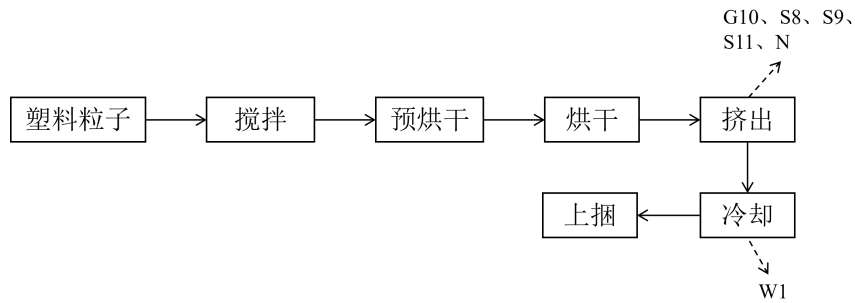 G10、S8、S9、
S11、N
塑料粒子
搅拌
预烘干
烘干
挤出
上捆
冷却
W1